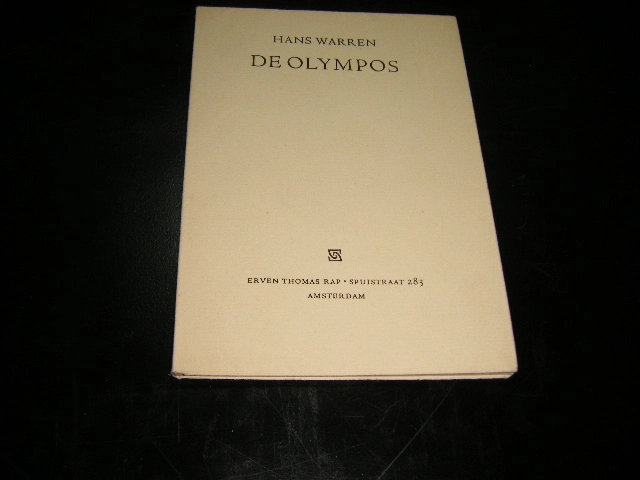 HANS WARREN
DE OLYMPOS
ERVEN THOMAS RAP · SPUISTRAAT 283
AMSTERDAM